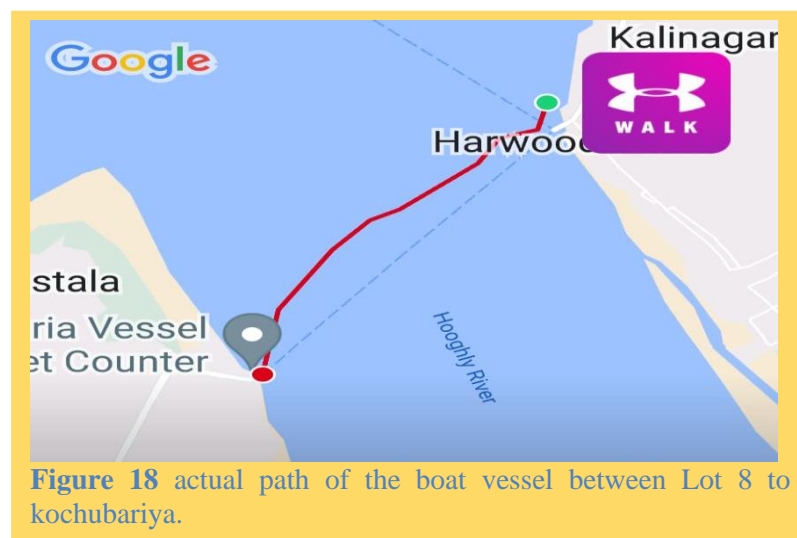 Google
Kalinagar
WALK
Harwood
stala
ria Vessel
et Counter
Hooghly River
Figure 18 actual path of the boat vessel between Lot 8 to
kochubariya.